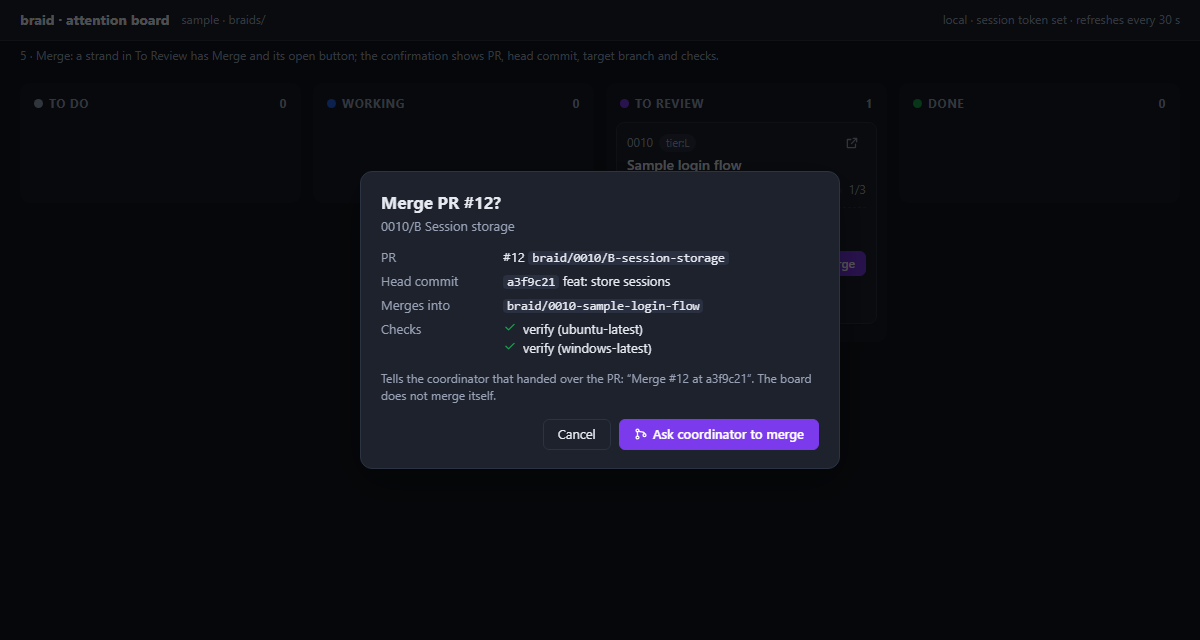 braid · attention board sample · braids/ local · session token set · refreshes every 30 s
5 · Merge: a strand in To Review has Merge and its open button; the confirmation shows PR, head commit, target branch and checks.
TO DO 0 WORKING 0 TO REVIEW 1 DONE 0
0010 tier:L
Sample login flow
1/3
Merge PR #12?
0010/B Session storage
PR #12 braid/0010/B-session-storage
rge
Head commit a3f9c21 feat: store sessions
Merges into braid/0010-sample-login-flow
Checks verify (ubuntu-latest)
verify (windows-latest)
Tells the coordinator that handed over the PR: “Merge #12 at a3f9c21”. The board
does not merge itself.
Cancel Ask coordinator to merge